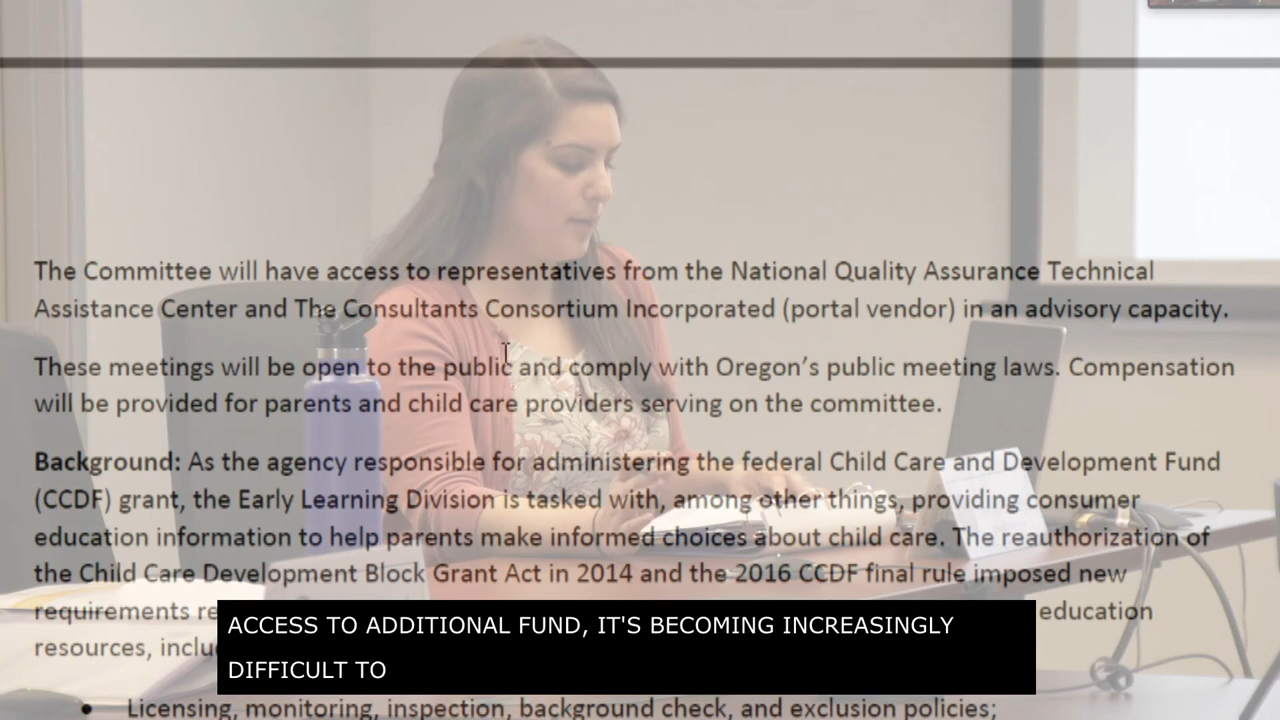 The Committee will have access to representatives from the National Quality Assurance Technical
Assistance Center and The Consultants Consortium Incorporated (portal vendor) in an advisory capacity.
These meetings will be open to the public and comply with Oregon's public meeting laws. Compensation
will be provided for parents and child care providers serving on the committee.
Background: As the agency responsible for administering the federal Child Care and Development Fund
(CCDF) grant, the Early Learning Division is tasked with, among other things, providing consumer
education information to help parents make informed choices about child care. The reauthorization of
the Child Care Development Block Grant Act in 2014 and the 2016 CCDF final rule imposed new
requirements education
resources,
ACCESS TO ADDITIONAL FUND, IT'S BECOMING INCREASINGLY
DIFFICULT TO
• Licensing, monitoring, inspection, background check, and exclusion policies;